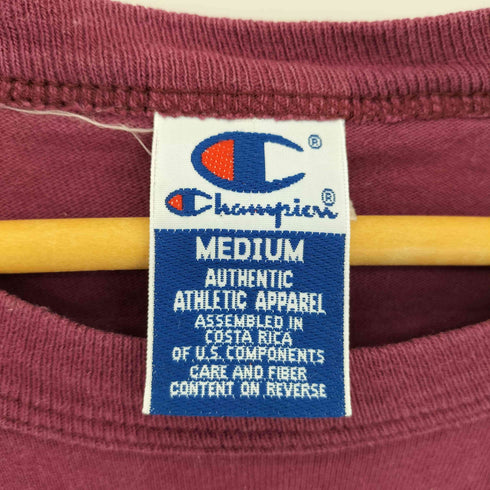 ®
Champion®
MEDIUM
AUTHENTIC
ATHLETIC APPAREL
ASSEMBLED IN
COSTA RICA
OF U.S. COMPONENTS
CARE AND FIBER
CONTENT ON REVERSE